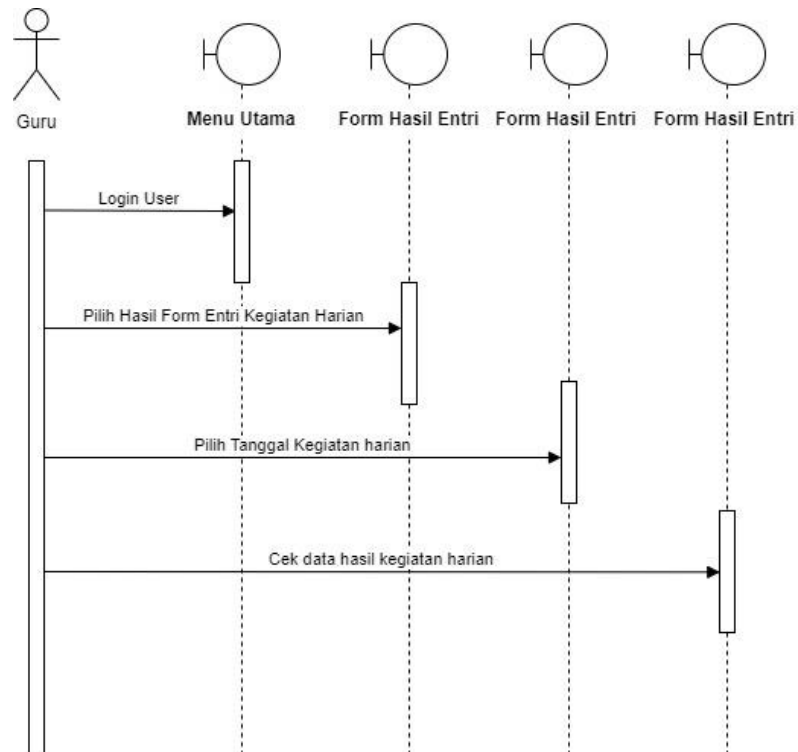 Guru
Menu Utama
Form Hasil Entri
Form Hasil Entri
Form Hasil Entri
Login User
Pilih Hasil Form Entri Kegiatan Harian
Pilih Tanggal Kegiatan harian
Cek data hasil kegiatan harian